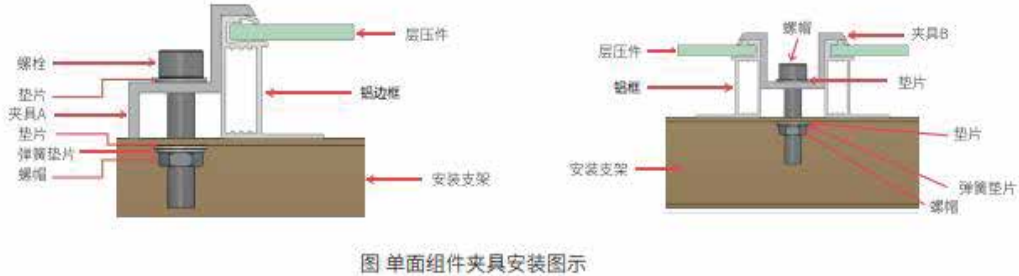 层压件
螺栓
垫片
夹具A
垫片
弹簧垫片
螺帽
铝边框
安装支架
螺帽
夹具B
层压件
铝框
垫片
垫片
安装支架
弹簧垫片
螺帽
图 单面组件夹具安装图示